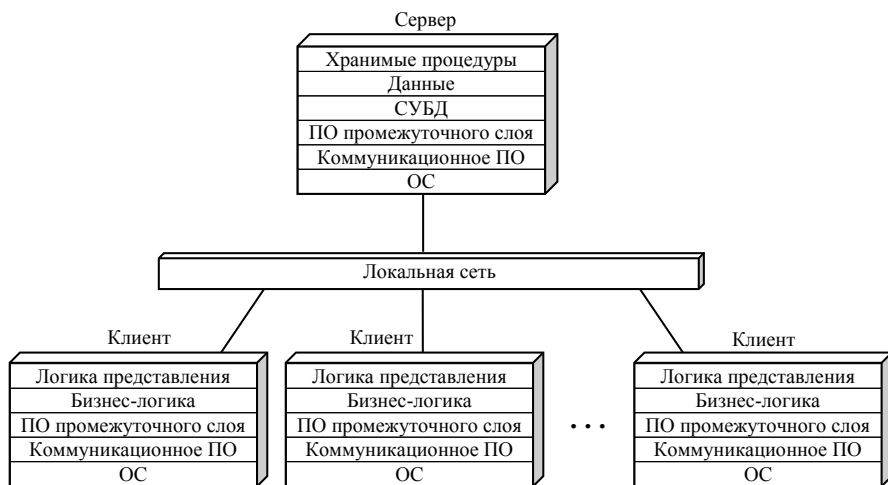 Сервер
Хранимые процедуры
Данные
СУБД
ПО промежуточного слоя
Коммуникационное ПО
ОС
Локальная сеть
Клиент
Логика представления
Бизнес-логика
ПО промежуточного слоя
Коммуникационное ПО
ОС
Клиент
Логика представления
Бизнес-логика
ПО промежуточного слоя
Коммуникационное ПО
ОС
. . .
Клиент
Логика представления
Бизнес-логика
ПО промежуточного слоя
Коммуникационное ПО
ОС